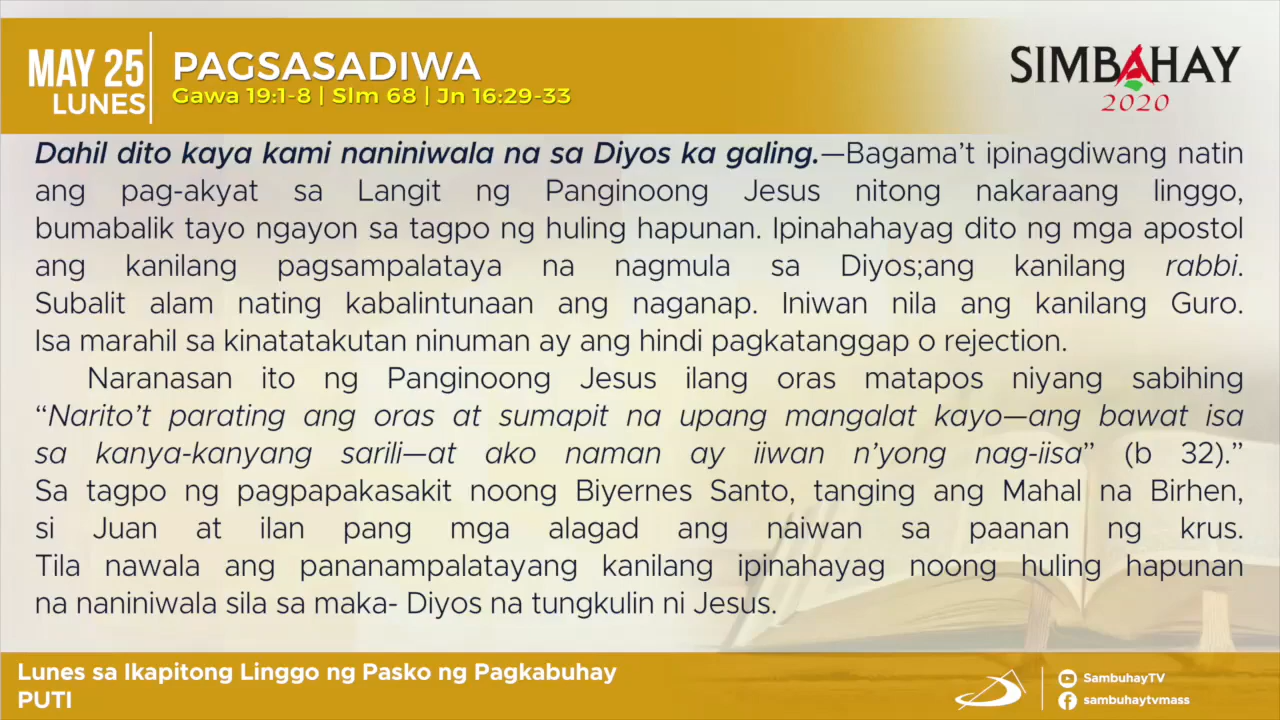 MAY 25
LUNES
PAGSASADIWA
Gawa 19:1-8 | Slm 68 | Jn 16:29-33
SIMBAHAY
2020
Dahil dito kaya kami naniniwala na sa Diyos ka galing.—Bagama't ipinagdiwang natin
ang pag-akyat sa Langit ng Panginoong Jesus nitong nakaraang linggo,
bumabalik tayo ngayon sa tagpo ng huling hapunan. Ipinahahayag dito ng mga apostol
ang kanilang pagsampalataya na nagmula sa Diyos;ang kanilang rabbi.
Subalit alam nating kabalintunaan ang naganap. Iniwan nila ang kanilang Guro.
Isa marahil sa kinatatakutan ninuman ay ang hindi pagkatanggap o rejection.
Naranasan ito ng Panginoong Jesus ilang oras matapos niyang sabihing
“Narito’t parating ang oras at sumapit na upang mangalat kayo—ang bawat isa
sa kanya-kanyang sarili—at ako naman ay iiwan n’yong nag-iisa” (b 32).”
Sa tagpo ng pagpapakasakit noong Biyernes Santo, tanging ang Mahal na Birhen,
si Juan at ilan pang mga alagad ang naiwan sa paanan ng krus.
Tila nawala ang pananampalatayang kanilang ipinahayag noong huling hapunan
na naniniwala sila sa maka- Diyos na tungkulin ni Jesus.
Lunes sa Ikapitong Linggo ng Pasko ng Pagkabuhay
PUTI
SambuhayTV
sambuhaytvmass